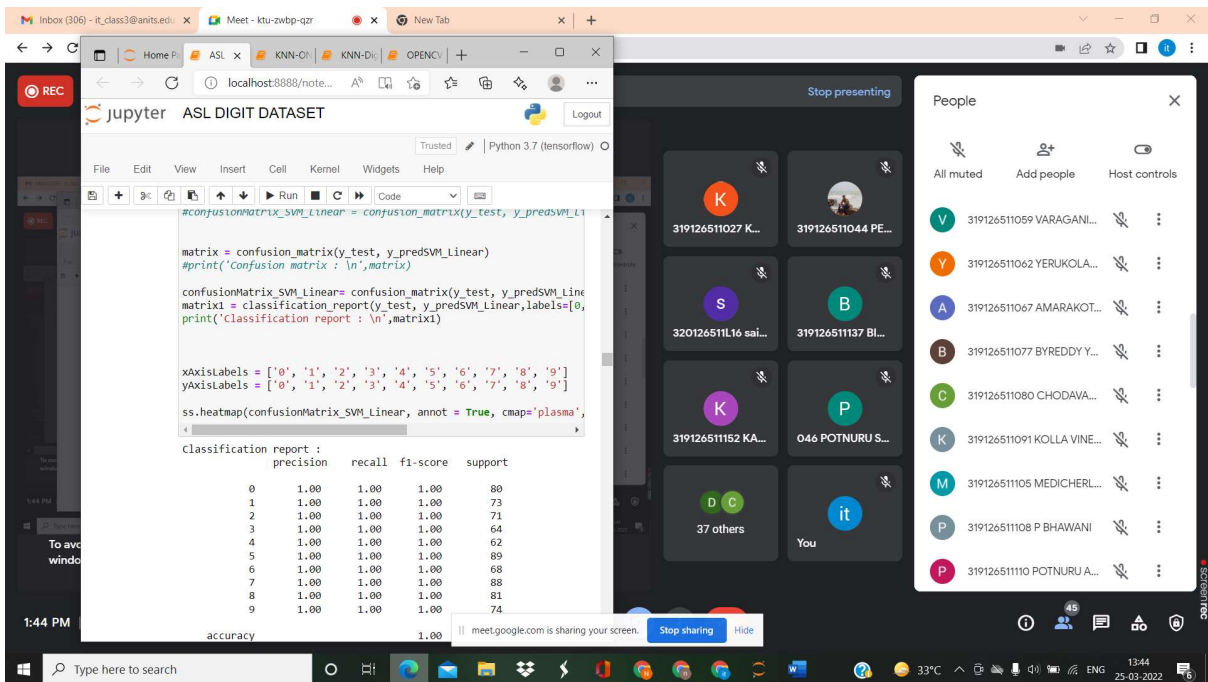 Inbox (306) - it_class3@anits.edu
Meet - ktu-zwbp-qzr
New Tab
Home Pa
ASL
KNN-ON
KNN-Dig
OPENCV
localhost:8888/note...
REC
Stop presenting
jupyter ASL DIGIT DATASET
Logout
Trusted
Python 3.7 (tensorflow)
File Edit View Insert Cell Kernel Widgets Help
Run
Code
#confusionMatrix_SVM_Linear = confusion_matrix(y_test, y_predSVM_Li
matrix = confusion_matrix(y_test, y_predSVM_Linear)
#print('Confusion matrix : \n',matrix)
confusionMatrix_SVM_Linear= confusion_matrix(y_test, y_predSVM_Line
matrix1 = classification_report(y_test, y_predSVM_Linear,labels=[0,
print('Classification report : \n',matrix1)
xAxisLabels = ['0', '1', '2', '3', '4', '5', '6', '7', '8', '9']
yAxisLabels = ['0', '1', '2', '3', '4', '5', '6', '7', '8', '9']
ss.heatmap(confusionMatrix_SVM_Linear, annot = True, cmap='plasma',
Classification report :
precision recall f1-score support
0 1.00 1.00 1.00 80
1 1.00 1.00 1.00 73
2 1.00 1.00 1.00 71
3 1.00 1.00 1.00 64
4 1.00 1.00 1.00 62
5 1.00 1.00 1.00 89
6 1.00 1.00 1.00 68
7 1.00 1.00 1.00 88
8 1.00 1.00 1.00 81
9 1.00 1.00 1.00 74
accuracy 1.00
To avo
windo
1:44 PM
K
319126511027 K...
319126511044 PE...
s
320126511L16 sai...
B
319126511137 BI...
K
319126511152 KA...
P
046 POTNURU S...
D C
37 others
it
You
People
All muted
Add people
Host controls
V 319126511059 VARAGANI...
Y 319126511062 YERUKOLA...
A 319126511067 AMARAKOT...
B 319126511077 BYREDDY Y...
C 319126511080 CHODAVA...
K 319126511091 KOLLA VINE...
M 319126511105 MEDICHERL...
P 319126511108 P BHAWANI
P 319126511110 POTNURU A...
45
screenrec
meet.google.com is sharing your screen.
Stop sharing
Hide
Type here to search
33°C
ENG
13:44
25-03-2022
6